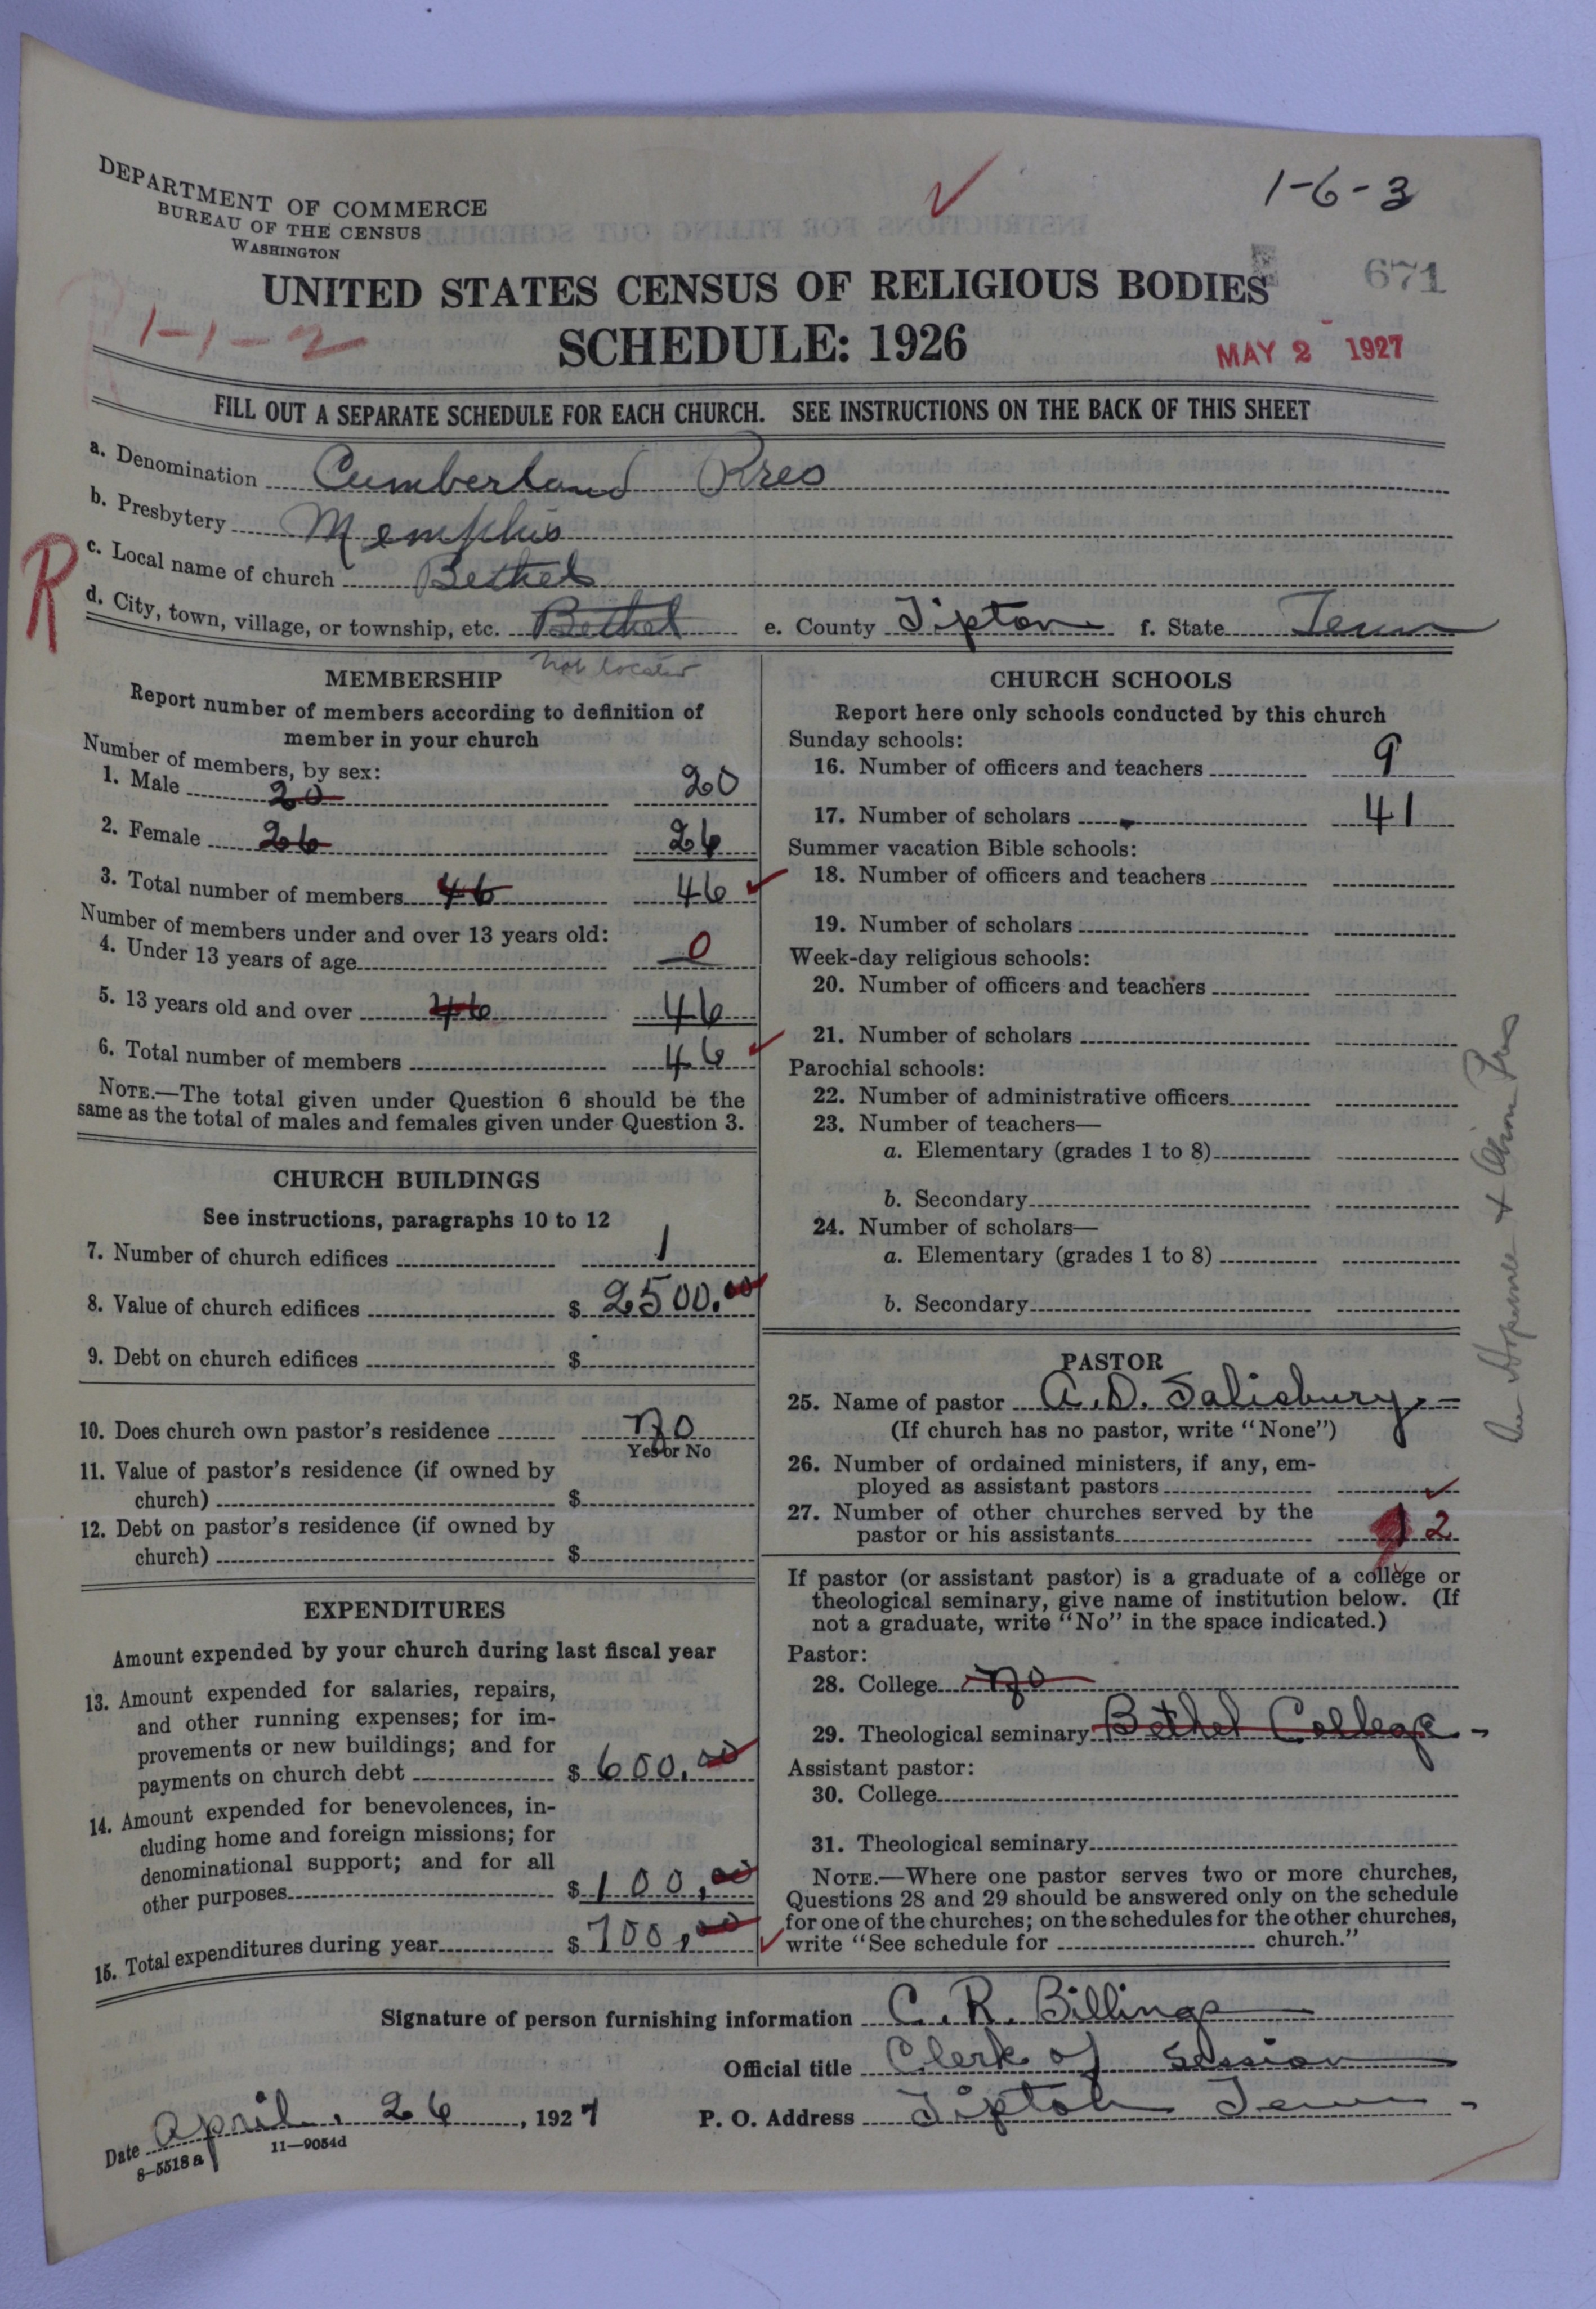 DEPARTMENT OF COMMERCE
BUREAU OF THE CENSUS
WASHINGTON
1-6-3
671
UNITED STATES CENSUS OF RELIGIOUS BODIES
1-1-2
SCHEDULE: 1926
MAY 2 1927
FILL OUT A SEPARATE SCHEDULE FOR EACH CHURCH. SEE INSTRUCTIONS ON THE BACK OF THIS SHEET
a. Denomination Cumberland Pres
b. Presbytery Memphis
R
c. Local name of church Bethel
d. City, town, village, or township, etc. Bethel e. County Tipton f. State Tenn
not located
MEMBERSHIP
Report number of members according to definition of
member in your church
Number of members, by sex:
1. Male 20 20
2. Female 26 26
3. Total number of members 46 46
Number of members under and over 13 years old:
4. Under 13 years of age 0
5. 13 years old and over 46 46
6. Total number of members 46
NOTE.—The total given under Question 6 should be the
same as the total of males and females given under Question 3.
CHURCH BUILDINGS
See instructions, paragraphs 10 to 12
7. Number of church edifices 1
8. Value of church edifices $ 2500.00
9. Debt on church edifices $
10. Does church own pastor's residence no
Yes or No
11. Value of pastor's residence (if owned by
church) $
12. Debt on pastor's residence (if owned by
church) $
EXPENDITURES
Amount expended by your church during last fiscal year
13. Amount expended for salaries, repairs,
and other running expenses; for im-
provements or new buildings; and for
payments on church debt $ 600.00
14. Amount expended for benevolences, in-
cluding home and foreign missions; for
denominational support; and for all
other purposes $ 100.00
15. Total expenditures during year $ 700.00
CHURCH SCHOOLS
Report here only schools conducted by this church
Sunday schools:
16. Number of officers and teachers 9
17. Number of scholars 41
Summer vacation Bible schools:
18. Number of officers and teachers
19. Number of scholars
Week-day religious schools:
20. Number of officers and teachers
21. Number of scholars
Parochial schools:
22. Number of administrative officers
23. Number of teachers—
a. Elementary (grades 1 to 8)
b. Secondary
24. Number of scholars—
a. Elementary (grades 1 to 8)
b. Secondary
PASTOR
25. Name of pastor A. D. Salisbury
(If church has no pastor, write "None")
26. Number of ordained ministers, if any, em-
ployed as assistant pastors
27. Number of other churches served by the
pastor or his assistants 1 2
If pastor (or assistant pastor) is a graduate of a college or
theological seminary, give name of institution below. (If
not a graduate, write "No" in the space indicated.)
Pastor:
28. College no
29. Theological seminary Bethel College
Assistant pastor:
30. College
31. Theological seminary
NOTE.—Where one pastor serves two or more churches,
Questions 28 and 29 should be answered only on the schedule
for one of the churches; on the schedules for the other churches,
write "See schedule for church."
Signature of person furnishing information C. R. Billings
Official title Clerk of session
Date April. 26, 1927 P. O. Address Tipton Tenn
8-5518a 11-9054d